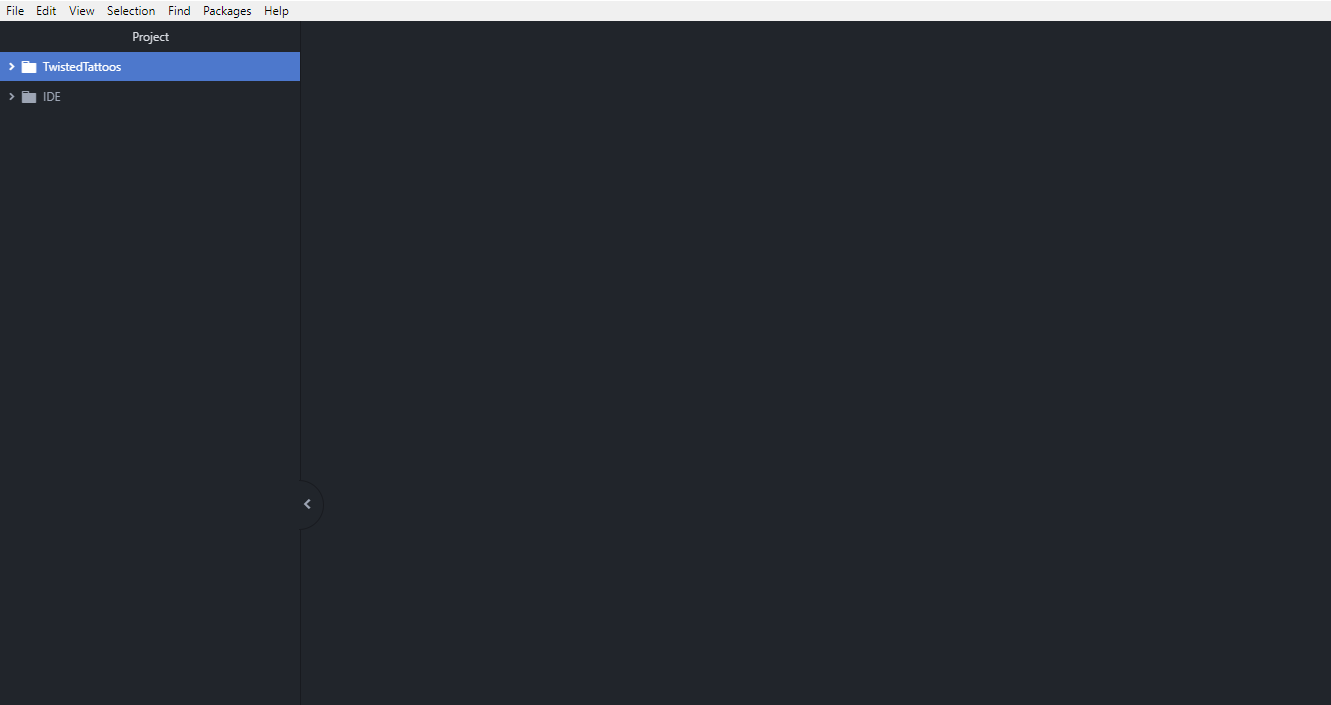 File Edit View Selection Find Packages Help
Project
TwistedTattoos
IDE